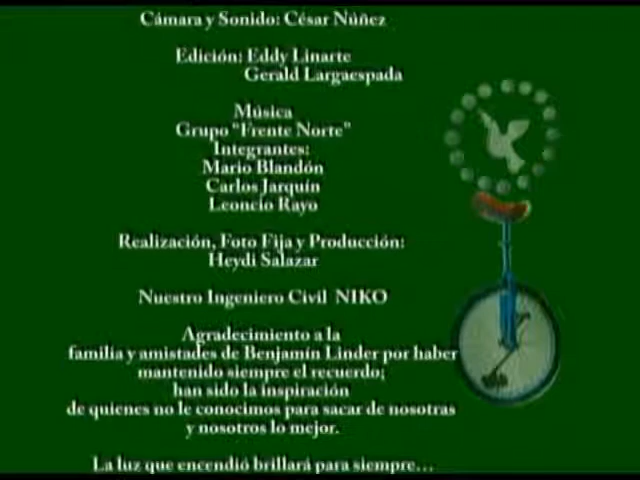 Cámara y Sonido: César Núñez
Edición: Eddy Linarte
Gerald Largaespada
Música
Grupo "Frente Norte"
Integrantes:
Mario Blandón
Carlos Jarquín
Leoncio Rayo
Realización, Foto Fija y Producción:
Heydi Salazar
Nuestro Ingeniero Civil NIKO
Agradecimiento a la
familia y amistades de Benjamín Linder por haber
mantenido siempre el recuerdo;
han sido la inspiración
de quienes no le conocimos para sacar de nosotras
y nosotros lo mejor.
La luz que encendió brillará para siempre...